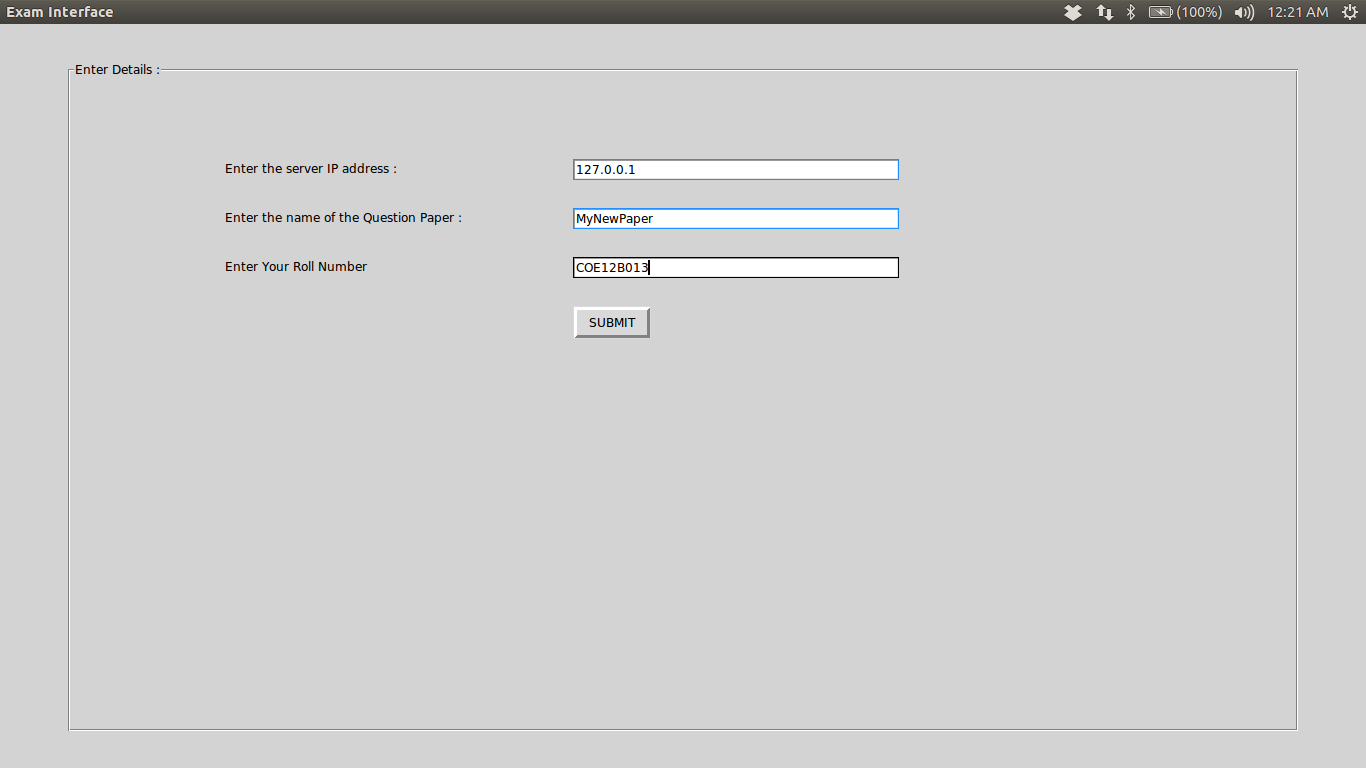 Exam Interface (100%) 12:21 AM
Enter Details :
Enter the server IP address : 127.0.0.1
Enter the name of the Question Paper : MyNewPaper
Enter Your Roll Number COE12B013
SUBMIT